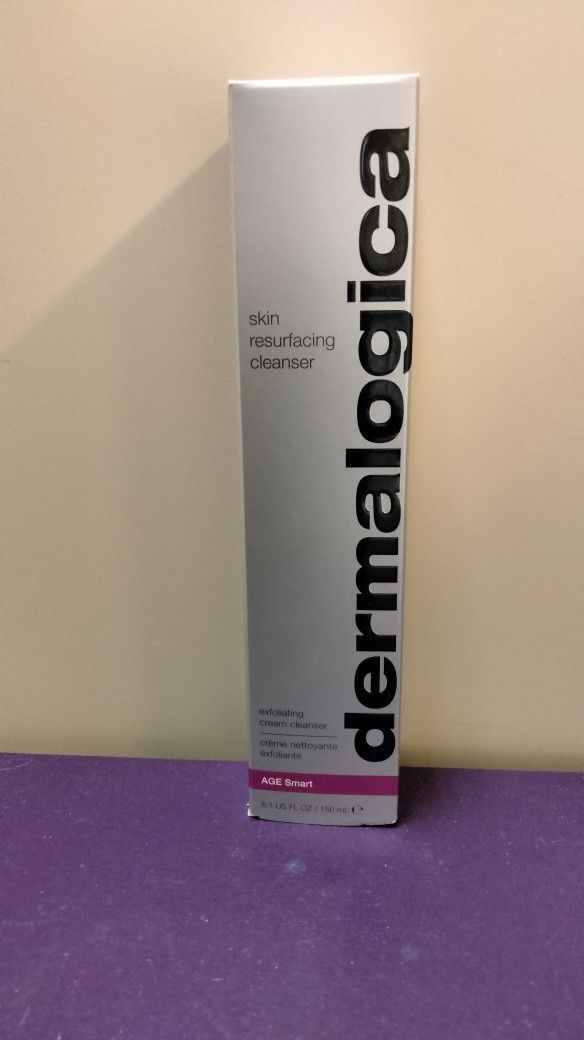 dermalogica
skin
resurfacing
cleanser
exfoliating
cream cleanser
crème nettoyante
exfoliante
AGE Smart
5.1 US FL OZ / 150 mL ℮